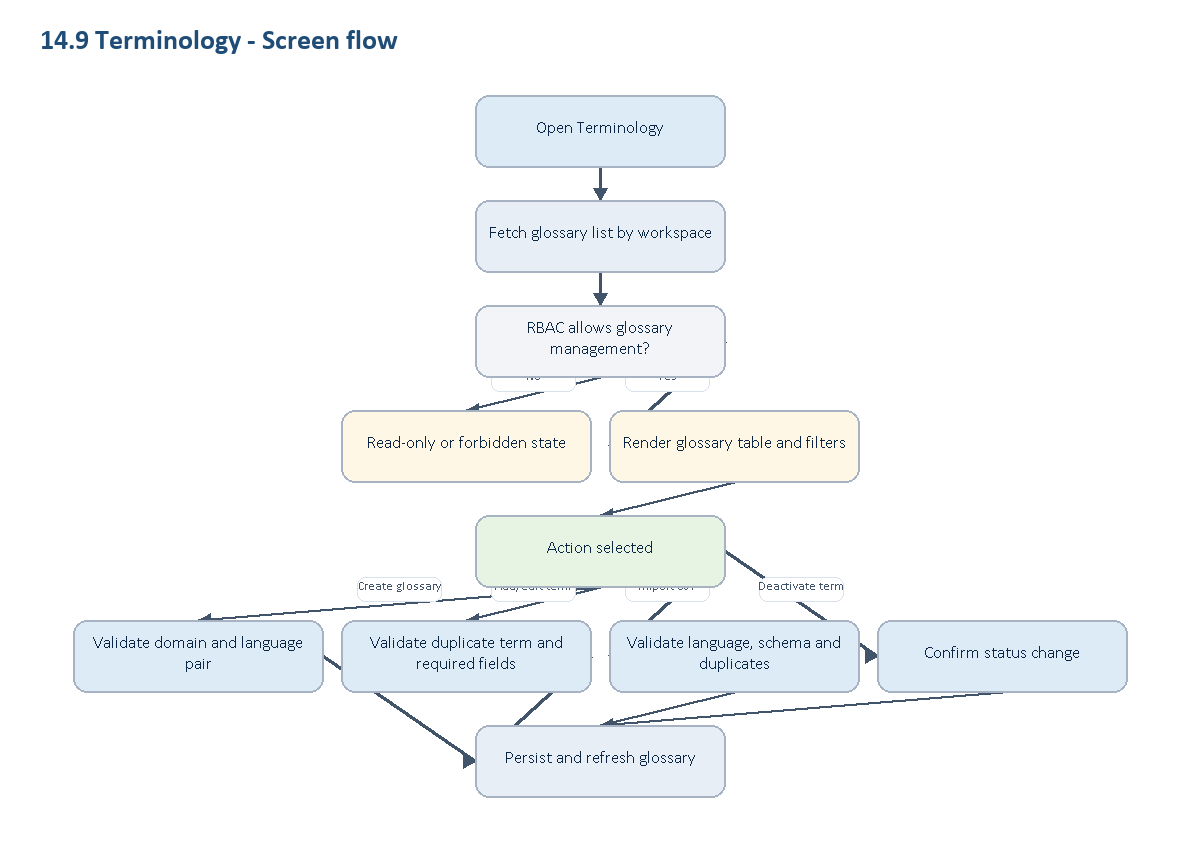 14.9 Terminology - Screen flow
Open Terminology
Fetch glossary list by workspace
RBAC allows glossary
management?
Read-only or forbidden state
Render glossary table and filters
Action selected
Create glossary
Deactivate term
Validate domain and language
pair
Validate duplicate term and
required fields
Validate language, schema and
duplicates
Confirm status change
Persist and refresh glossary